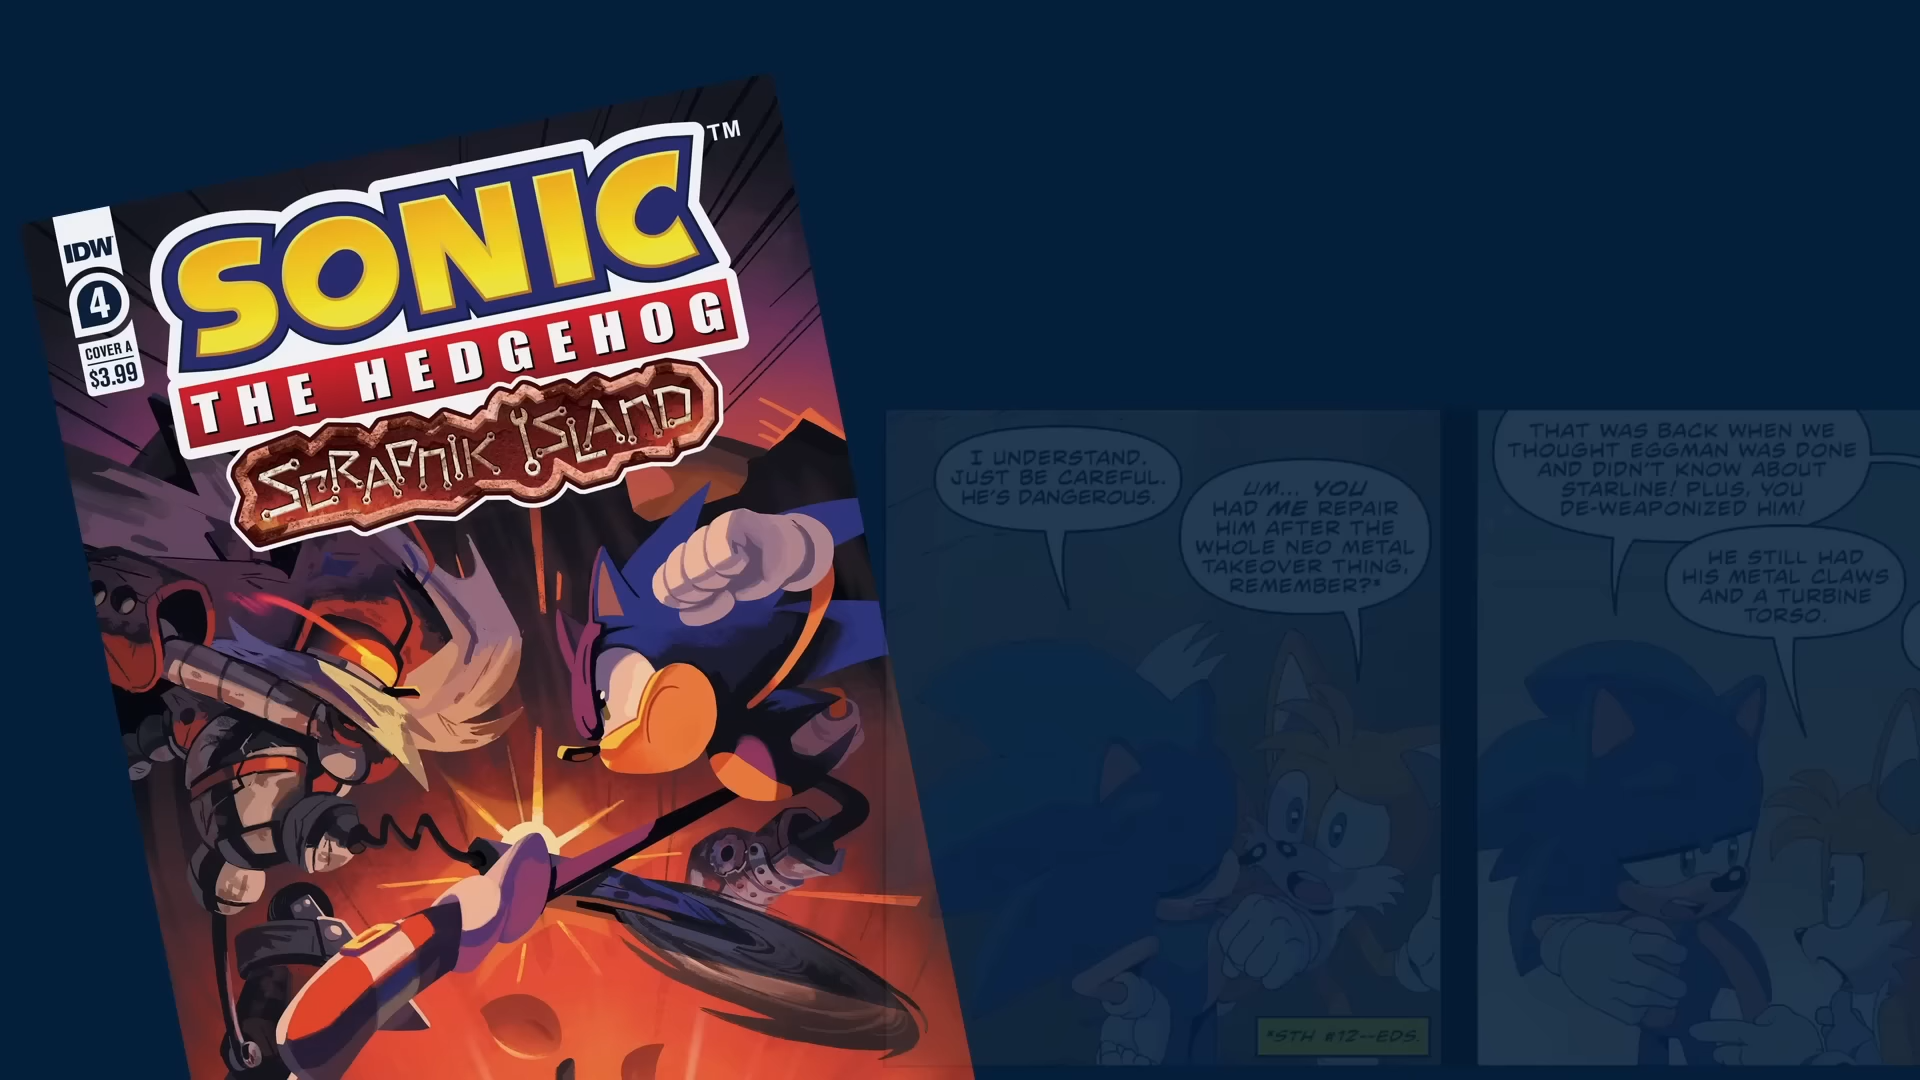 IDW
4
COVER A
$3.99
SONIC
TM
THE HEDGEHOG
SCRAPNIK ISLAND
I UNDERSTAND.
JUST BE CAREFUL.
HE'S DANGEROUS.
UM... YOU
HAD ME REPAIR
HIM AFTER THE
WHOLE NEO METAL
TAKEOVER THING,
REMEMBER?*
*STH #12--EDS.
THAT WAS BACK WHEN WE
THOUGHT EGGMAN WAS DONE
AND DIDN'T KNOW ABOUT
STARLINE! PLUS, YOU
DE-WEAPONIZED HIM!
HE STILL HAD
HIS METAL CLAWS
AND A TURBINE
TORSO.